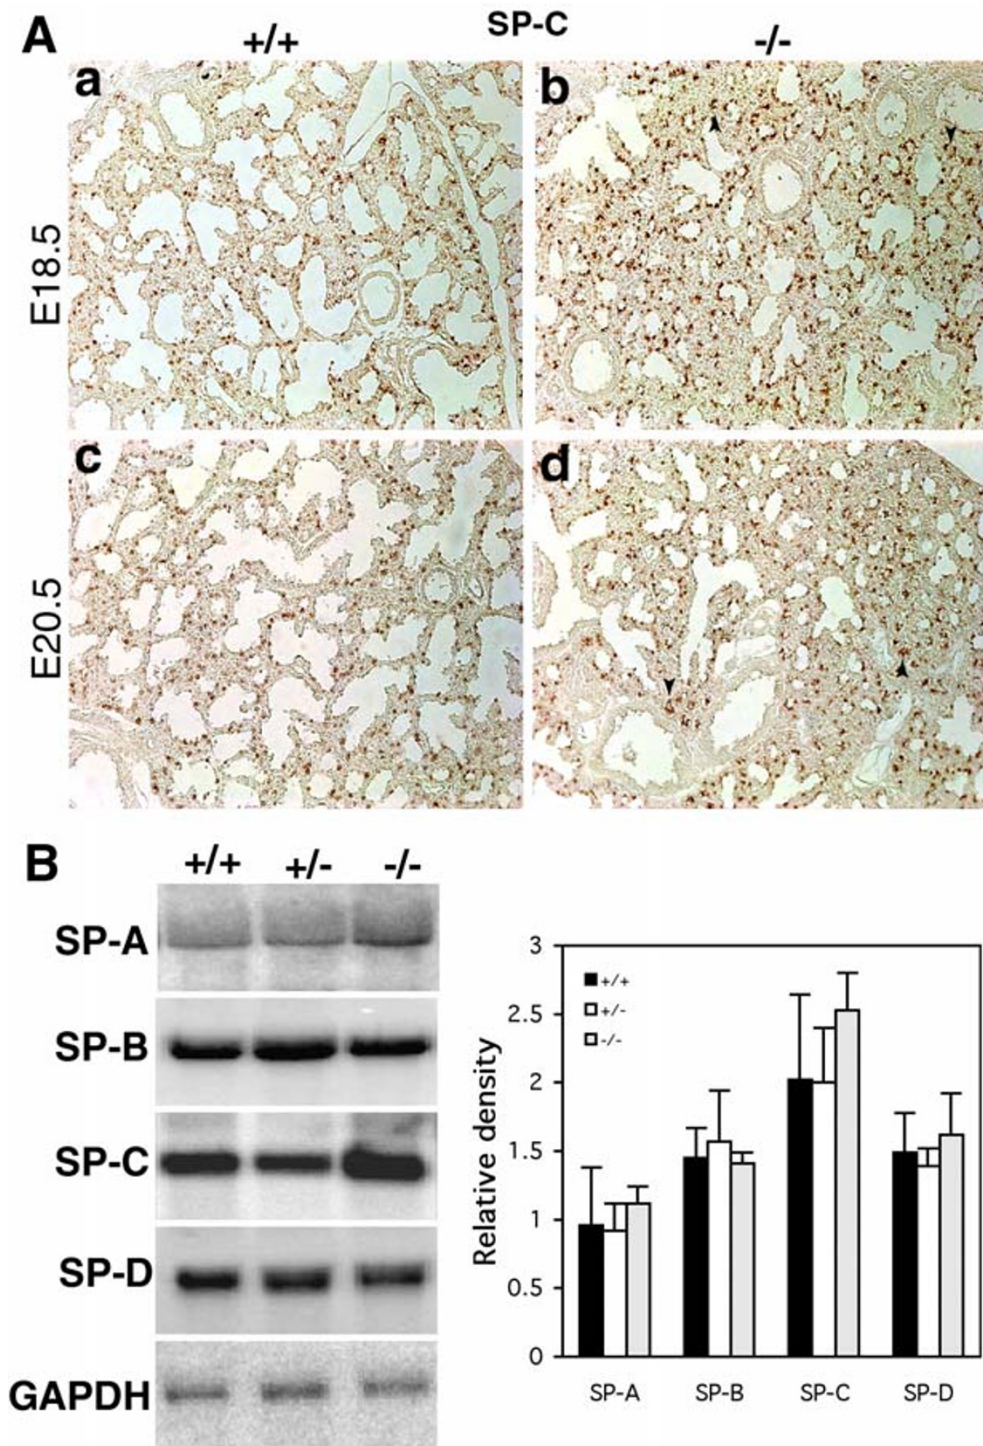 A
SP-C
+/+
-/-
a
b
E18.5
c
d
E20.5
B
+/+
+/-
-/-
SP-A
SP-B
SP-C
SP-D
GAPDH
3
2.5
2
1.5
1
0.5
0
Relative density
+/+
+/-
-/-
SP-A
SP-B
SP-C
SP-D